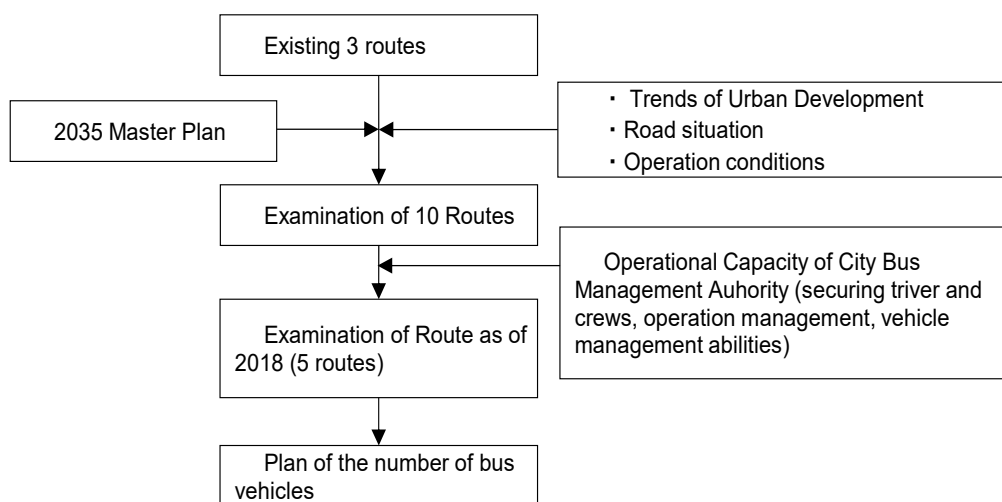 Existing 3 routes
2035 Master Plan
・ Trends of Urban Development
・Road situation
・Operation conditions
Examination of 10 Routes
Operational Capacity of City Bus
Management Auhority (securing triver and
crews, operation management, vehicle
management abilities)
Examination of Route as of
2018 (5 routes)
Plan of the number of bus
vehicles